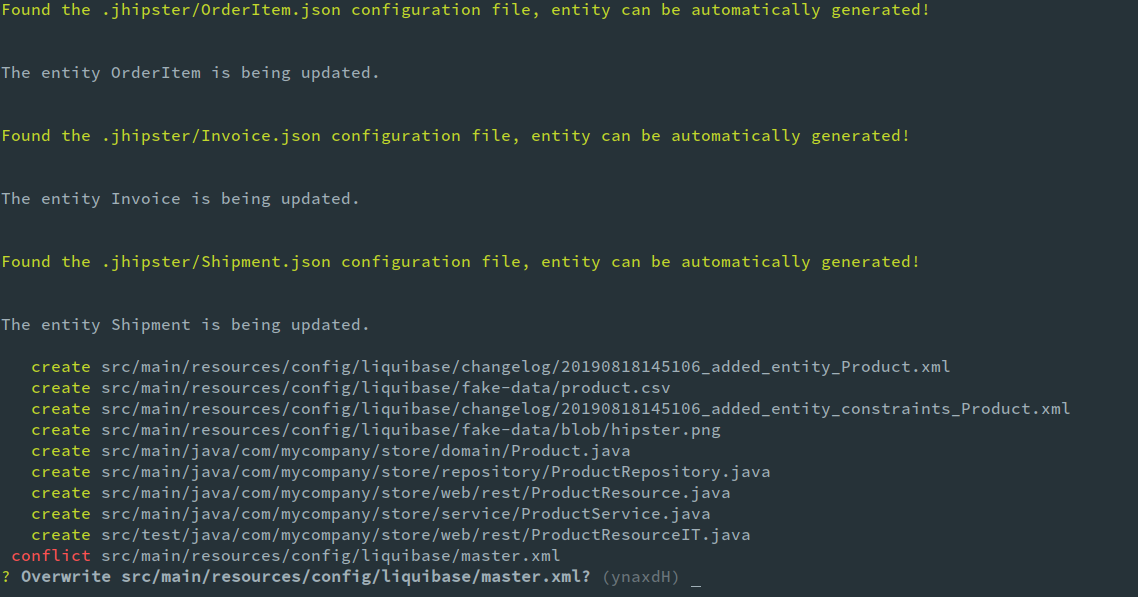 Found the .jhipster/OrderItem.json configuration file, entity can be automatically generated!
The entity OrderItem is being updated.
Found the .jhipster/Invoice.json configuration file, entity can be automatically generated!
The entity Invoice is being updated.
Found the .jhipster/Shipment.json configuration file, entity can be automatically generated!
The entity Shipment is being updated.
create src/main/resources/config/liquibase/changelog/20190818145106_added_entity_Product.xml
create src/main/resources/config/liquibase/fake-data/product.csv
create src/main/resources/config/liquibase/changelog/20190818145106_added_entity_constraints_Product.xml
create src/main/resources/config/liquibase/fake-data/blob/hipster.png
create src/main/java/com/mycompany/store/domain/Product.java
create src/main/java/com/mycompany/store/repository/ProductRepository.java
create src/main/java/com/mycompany/store/web/rest/ProductResource.java
create src/main/java/com/mycompany/store/service/ProductService.java
create src/test/java/com/mycompany/store/web/rest/ProductResourceIT.java
conflict src/main/resources/config/liquibase/master.xml
? Overwrite src/main/resources/config/liquibase/master.xml? (ynaxdH) _